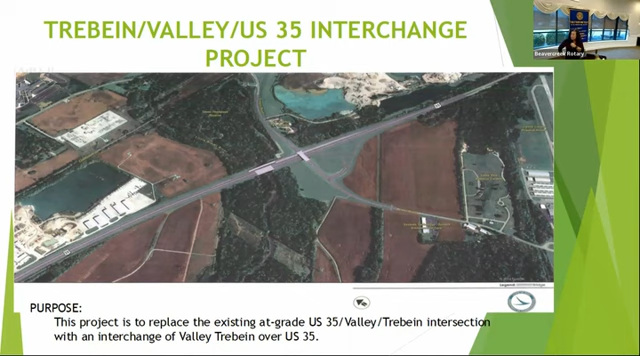 TREBEIN/VALLEY/US 35 INTERCHANGE
PROJECT
Beavercreek Rotary
PURPOSE:
This project is to replace the existing at-grade US 35/Valley/Trebein intersection
with an interchange of Valley Trebein over US 35.